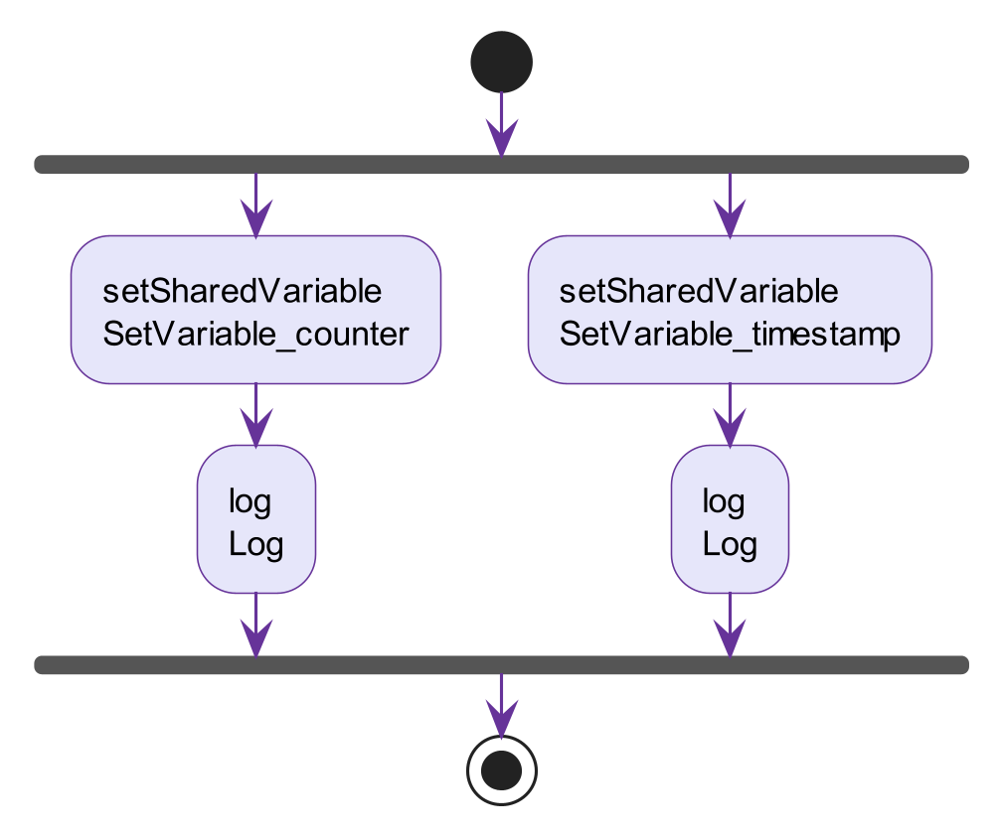 setSharedVariable
SetVariable_counter
setSharedVariable
SetVariable_timestamp
log
Log
log
Log